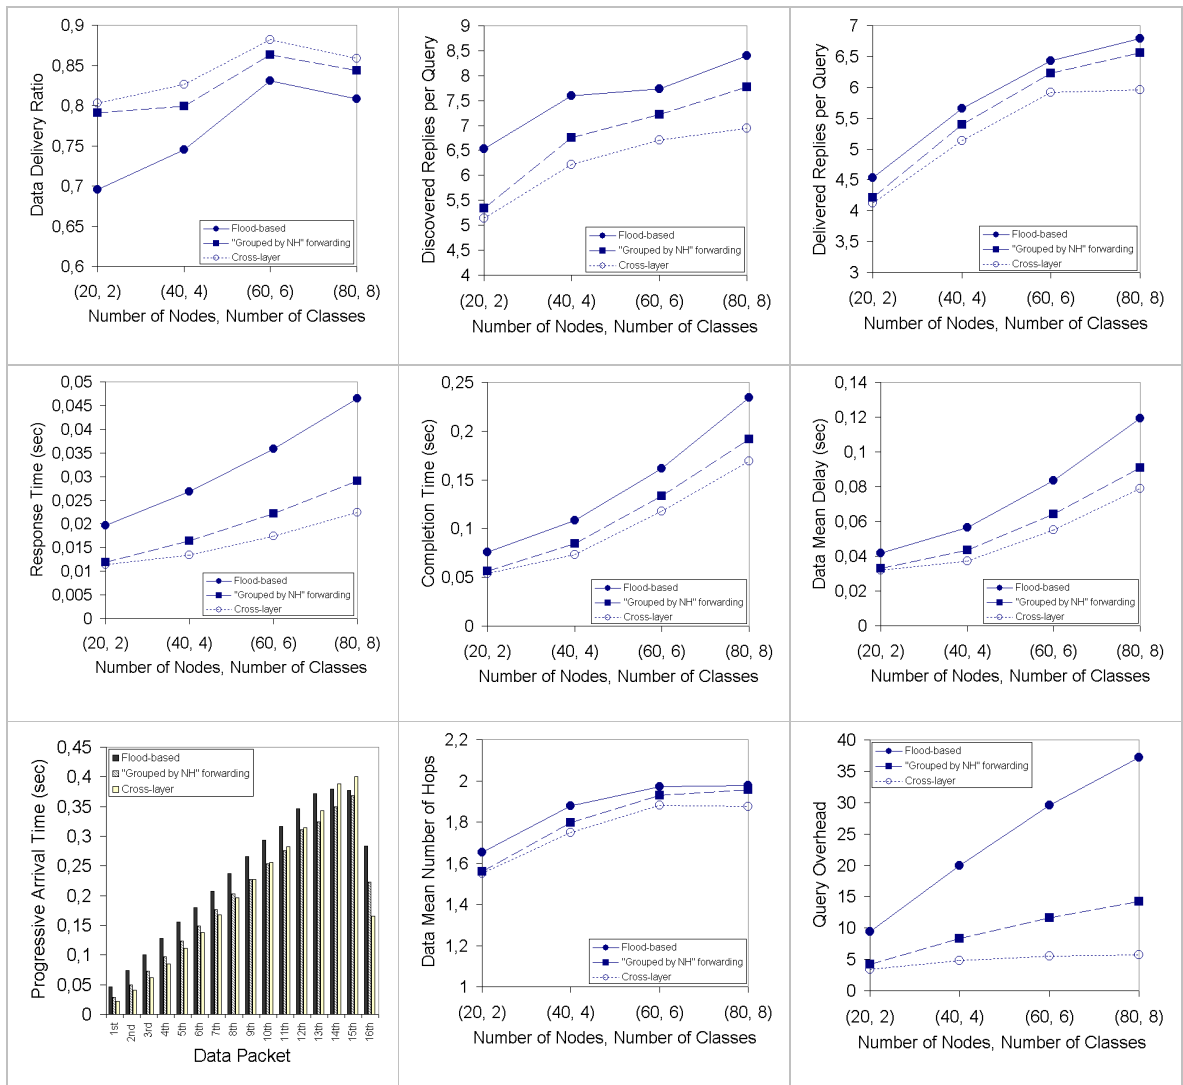 Data Delivery Ratio
0,9
0,85
0,8
0,75
0,7
0,65
0,6
Flood-based
"Grouped by NH" forwarding
Cross-layer
(20, 2) (40, 4) (60, 6) (80, 8)
Number of Nodes, Number of Classes
Discovered Replies per Query
9
8,5
8
7,5
7
6,5
6
5,5
5
4,5
4
Flood-based
"Grouped by NH" forwarding
Cross-layer
(20, 2) (40, 4) (60, 6) (80, 8)
Number of Nodes, Number of Classes
Delivered Replies per Query
7
6,5
6
5,5
5
4,5
4
3,5
3
Flood-based
"Grouped by NH" forwarding
Cross-layer
(20, 2) (40, 4) (60, 6) (80, 8)
Number of Nodes, Number of Classes
Response Time (sec)
0,05
0,045
0,04
0,035
0,03
0,025
0,02
0,015
0,01
0,005
0
Flood-based
"Grouped by NH" forwarding
Cross-layer
(20, 2) (40, 4) (60, 6) (80, 8)
Number of Nodes, Number of Classes
Completion Time (sec)
0,25
0,2
0,15
0,1
0,05
0
Flood-based
"Grouped by NH" forwarding
Cross-layer
(20, 2) (40, 4) (60, 6) (80, 8)
Number of Nodes, Number of Classes
Data Mean Delay (sec)
0,14
0,12
0,1
0,08
0,06
0,04
0,02
0
Flood-based
"Grouped by NH" forwarding
Cross-layer
(20, 2) (40, 4) (60, 6) (80, 8)
Number of Nodes, Number of Classes
Progressive Arrival Time (sec)
0,45
0,4
0,35
0,3
0,25
0,2
0,15
0,1
0,05
0
Flood-based
"Grouped by NH" forwarding
Cross-layer
1st 2nd 3rd 4th 5th 6th 7th 8th 9th 10th 11th 12th 13th 14th 15th 16th
Data Packet
Data Mean Number of Hops
2,2
2
1,8
1,6
1,4
1,2
1
Flood-based
"Grouped by NH" forwarding
Cross-layer
(20, 2) (40, 4) (60, 6) (80, 8)
Number of Nodes, Number of Classes
Query Overhead
40
35
30
25
20
15
10
5
0
Flood-based
"Grouped by NH" forwarding
Cross-layer
(20, 2) (40, 4) (60, 6) (80, 8)
Number of Nodes, Number of Classes